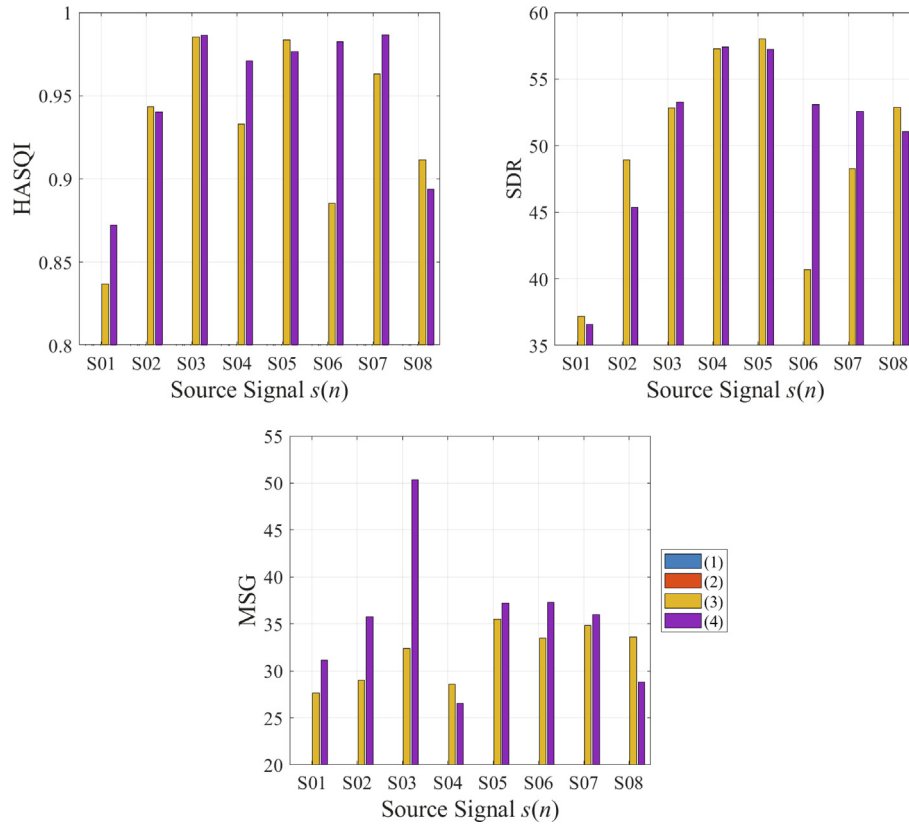 1
0.95
0.9
0.85
0.8
HASQI
S01 S02 S03 S04 S05 S06 S07 S08
Source Signal s(n)
60
55
50
45
40
35
SDR
S01 S02 S03 S04 S05 S06 S07 S08
Source Signal s(n)
55
50
45
40
35
30
25
20
MSG
S01 S02 S03 S04 S05 S06 S07 S08
Source Signal s(n)
(1)
(2)
(3)
(4)